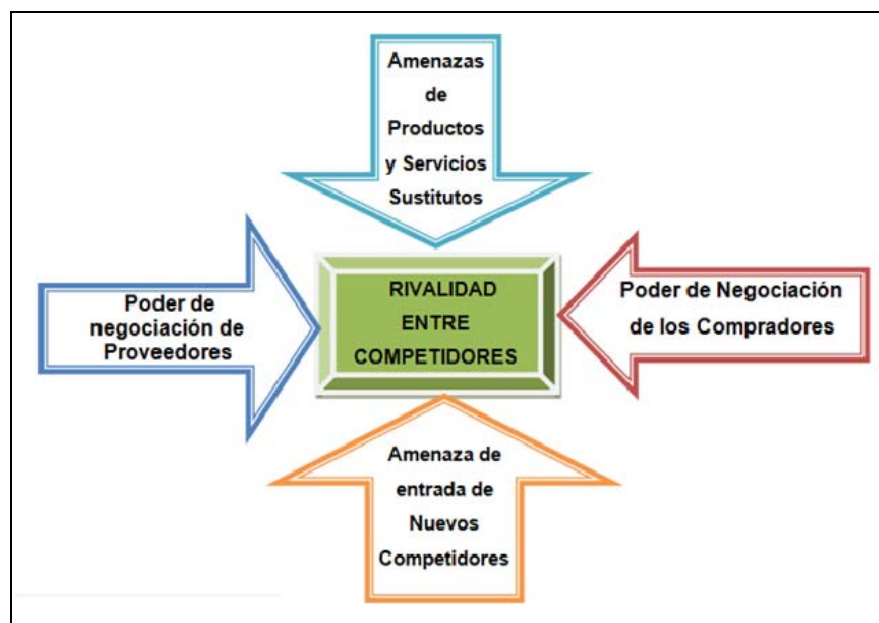 Amenazas
de
Productos
y Servicios
Sustitutos
Poder de
negociación de
Proveedores
RIVALIDAD
ENTRE
COMPETIDORES
Poder de Negociación
de los Compradores
Amenaza de
entrada de
Nuevos
Competidores